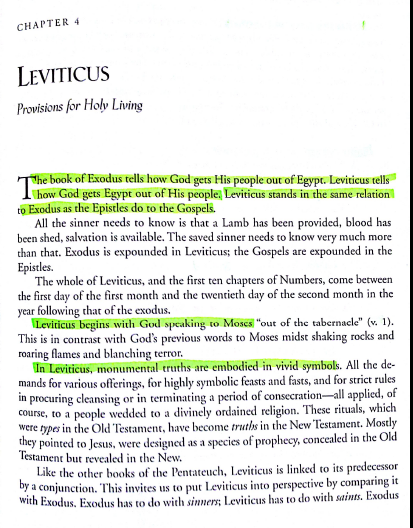 CHAPTER 4
LEVITICUS
Provisions for Holy Living
The book of Exodus tells how God gets His people out of Egypt. Leviticus tells
how God gets Egypt out of His people. Leviticus stands in the same relation
to Exodus as the Epistles do to the Gospels.
All the sinner needs to know is that a Lamb has been provided, blood has
been shed, salvation is available. The saved sinner needs to know very much more
than that. Exodus is expounded in Leviticus; the Gospels are expounded in the
Epistles.
The whole of Leviticus, and the first ten chapters of Numbers, come between
the first day of the first month and the twentieth day of the second month in the
year following that of the exodus.
Leviticus begins with God speaking to Moses "out of the tabernacle" (v. 1).
This is in contrast with God's previous words to Moses midst shaking rocks and
roaring flames and blanching terror.
In Leviticus, monumental truths are embodied in vivid symbols. All the de-
mands for various offerings, for highly symbolic feasts and fasts, and for strict rules
in procuring cleansing or in terminating a period of consecration—all applied, of
course, to a people wedded to a divinely ordained religion. These rituals, which
were types in the Old Testament, have become truths in the New Testament. Mostly
they pointed to Jesus, were designed as a species of prophecy, concealed in the Old
Testament but revealed in the New.
Like the other books of the Pentateuch, Leviticus is linked to its predecessor
by a conjunction. This invites us to put Leviticus into perspective by comparing it
with Exodus. Exodus has to do with sinners; Leviticus has to do with saints. Exodus